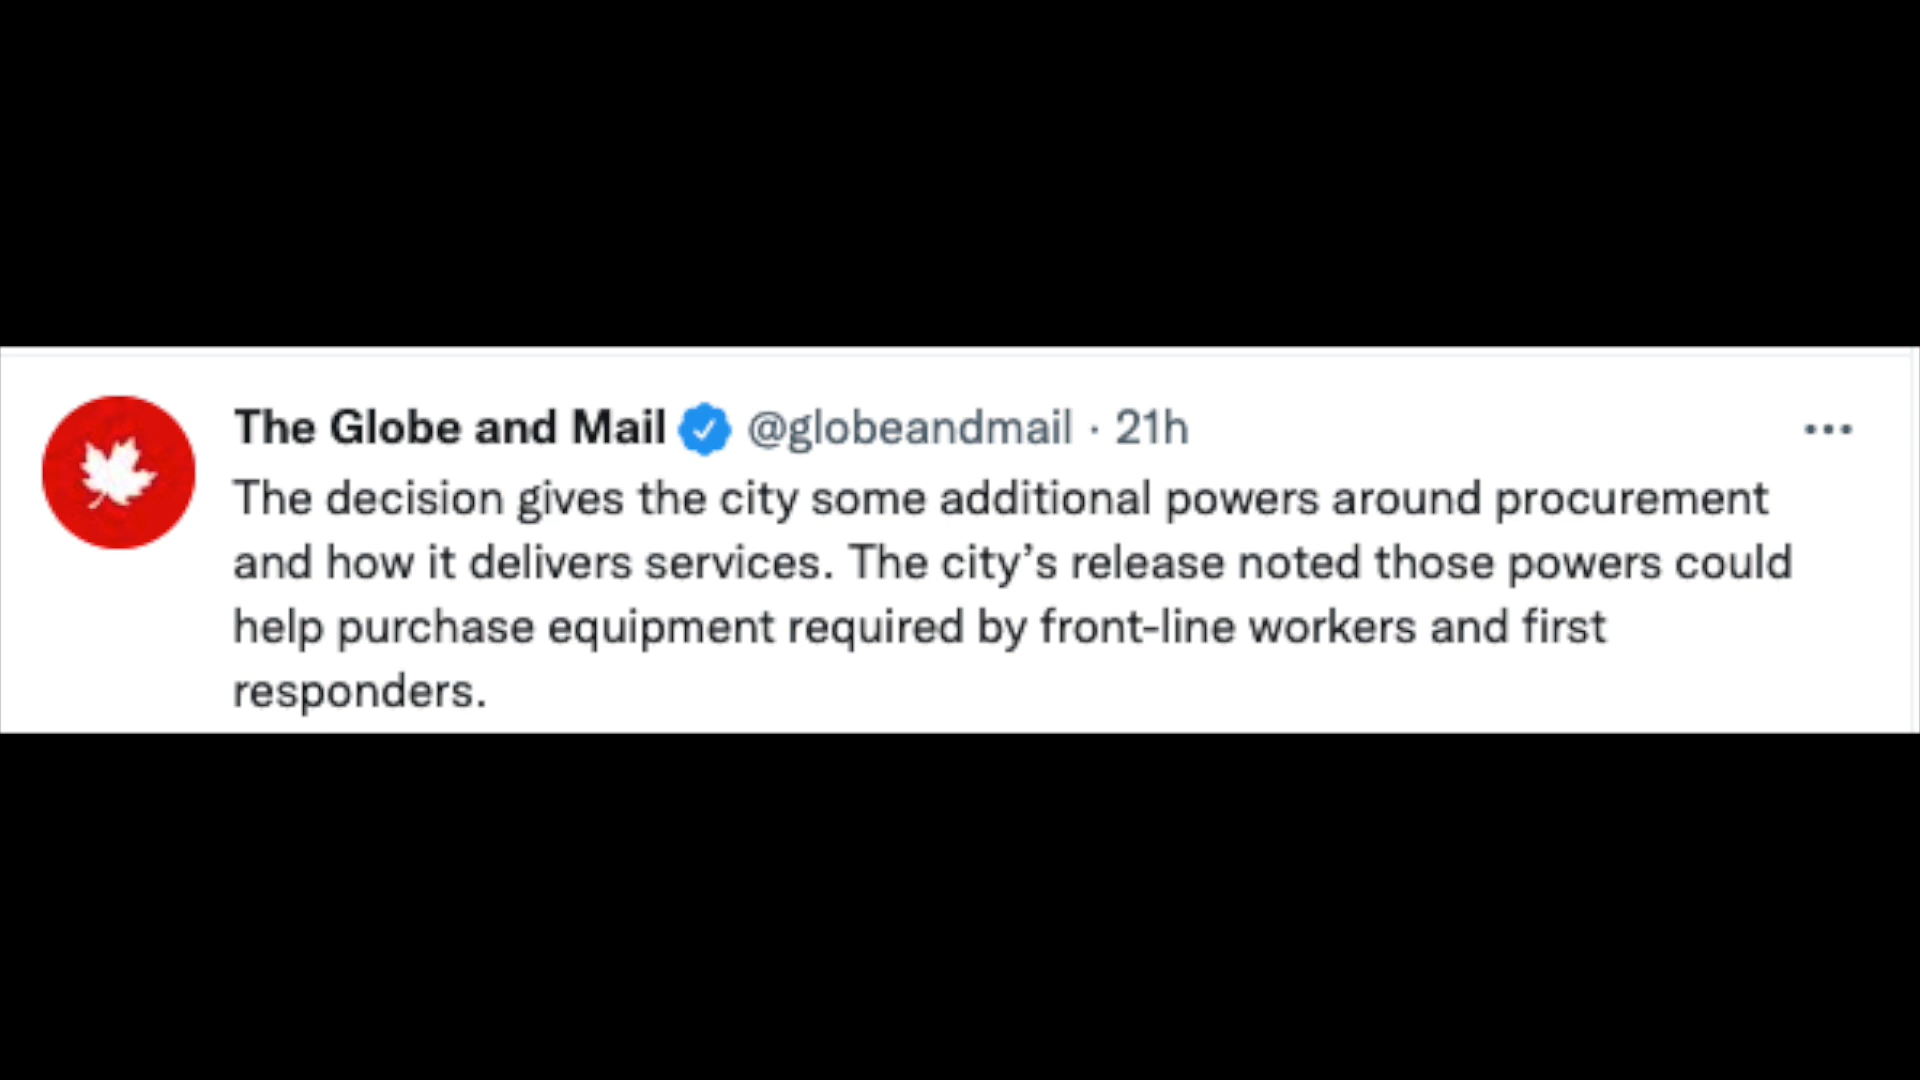 The Globe and Mail @globeandmail · 21h
The decision gives the city some additional powers around procurement
and how it delivers services. The city’s release noted those powers could
help purchase equipment required by front-line workers and first
responders.